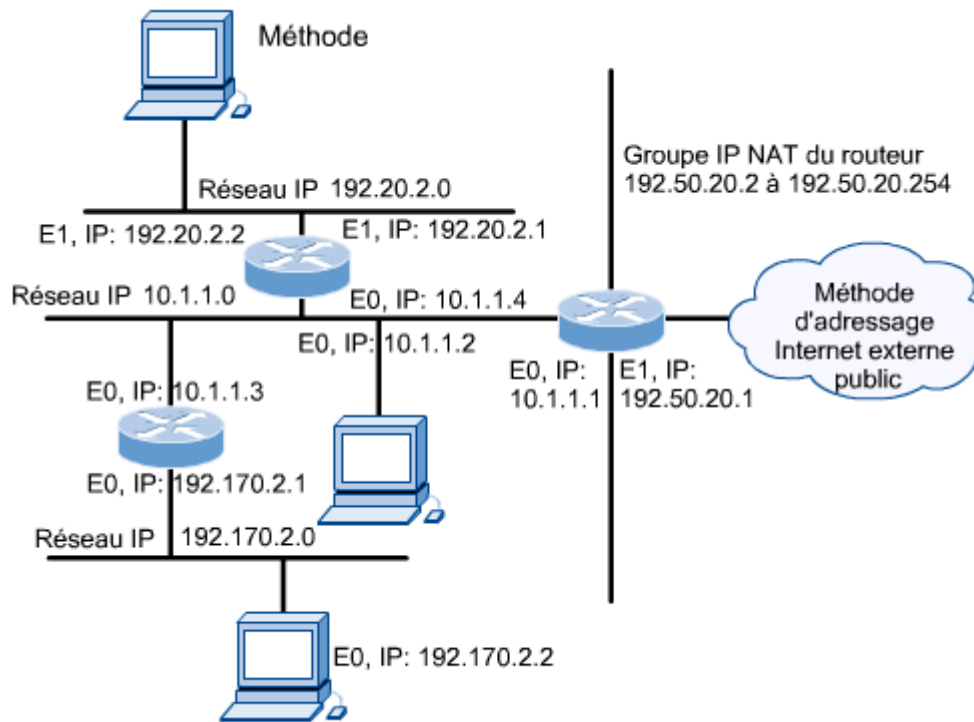 Méthode
Groupe IP NAT du routeur
192.50.20.2 à 192.50.20.254
Réseau IP 192.20.2.0
E1, IP: 192.20.2.2
E1, IP: 192.20.2.1
Réseau IP 10.1.1.0
E0, IP: 10.1.1.4
E0, IP: 10.1.1.2
Méthode
d'adressage
Internet externe
public
E0, IP:
10.1.1.1
E1, IP:
192.50.20.1
E0, IP: 10.1.1.3
E0, IP: 192.170.2.1
Réseau IP 192.170.2.0
E0, IP: 192.170.2.2